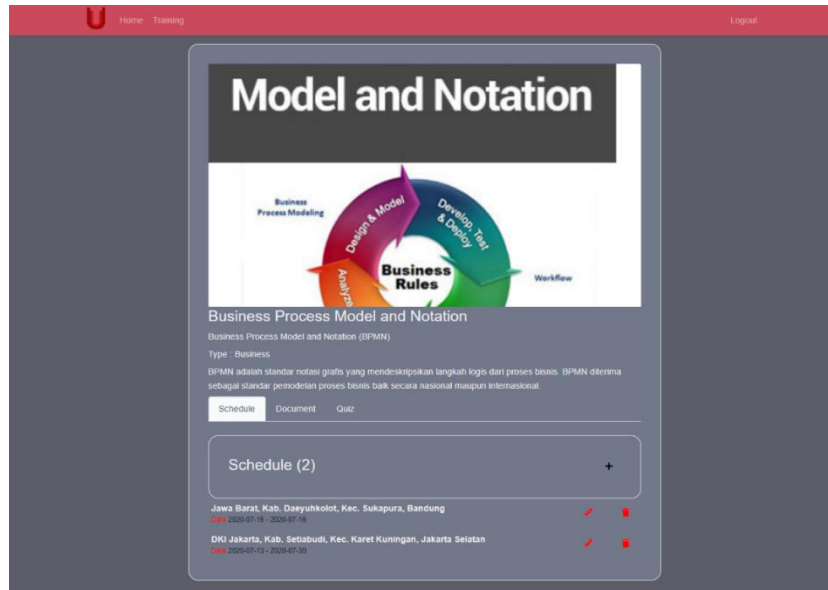 Home Training Logout
Model and Notation
Business
Process Modeling
Design & Model
Develop, Test
& Deploy
Analyze
Business
Rules
Workflow
Business Process Model and Notation
Business Process Model and Notation (BPMN)
Type : Business
BPMN adalah standar notasi grafis yang mendeskripsikan langkah logis dari proses bisnis. BPMN diterima
sebagai standar pemodelan proses bisnis baik secara nasional maupun internasional.
Schedule Document Quiz
Schedule (2) +
Jawa Barat, Kab. Daeyuhkolot, Kec. Sukapura, Bandung
2020-07-15 - 2020-07-16
DKI Jakarta, Kab. Setiabudi, Kec. Karet Kuningan, Jakarta Selatan
2020-07-13 - 2020-07-30